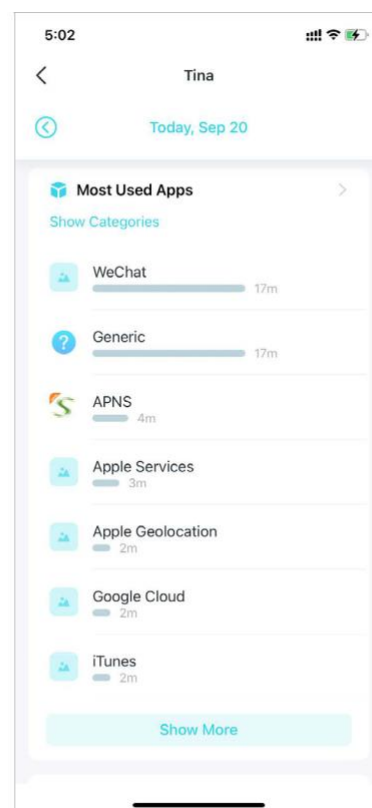 5:02
Tina
Today, Sep 20
Most Used Apps
Show Categories
WeChat
17m
Generic
17m
APNS
4m
Apple Services
3m
Apple Geolocation
2m
Google Cloud
2m
iTunes
2m
Show More